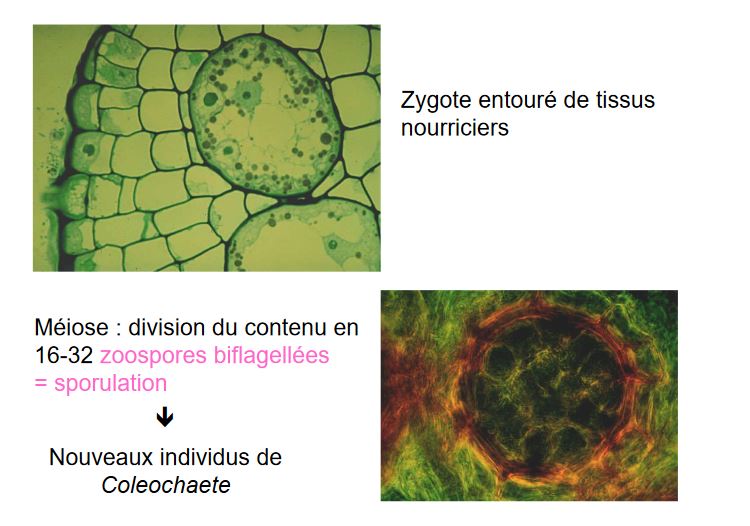 Zygote entouré de tissus
nourriciers
Méiose : division du contenu en
16-32 zoospores biflagellées
= sporulation
Nouveaux individus de
Coleochaete